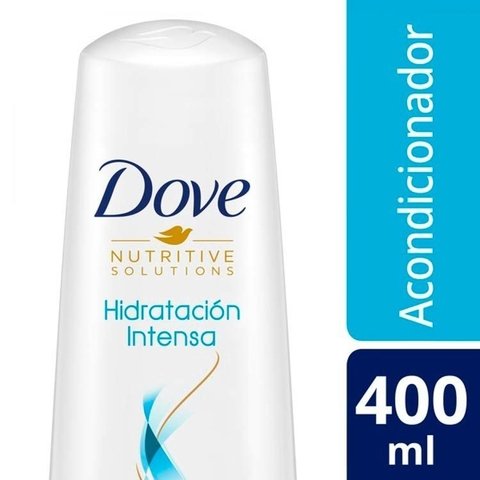 Dove
NUTRITIVE
SOLUTIONS
Hidratación
Intensa
Acondicionador
400
ml